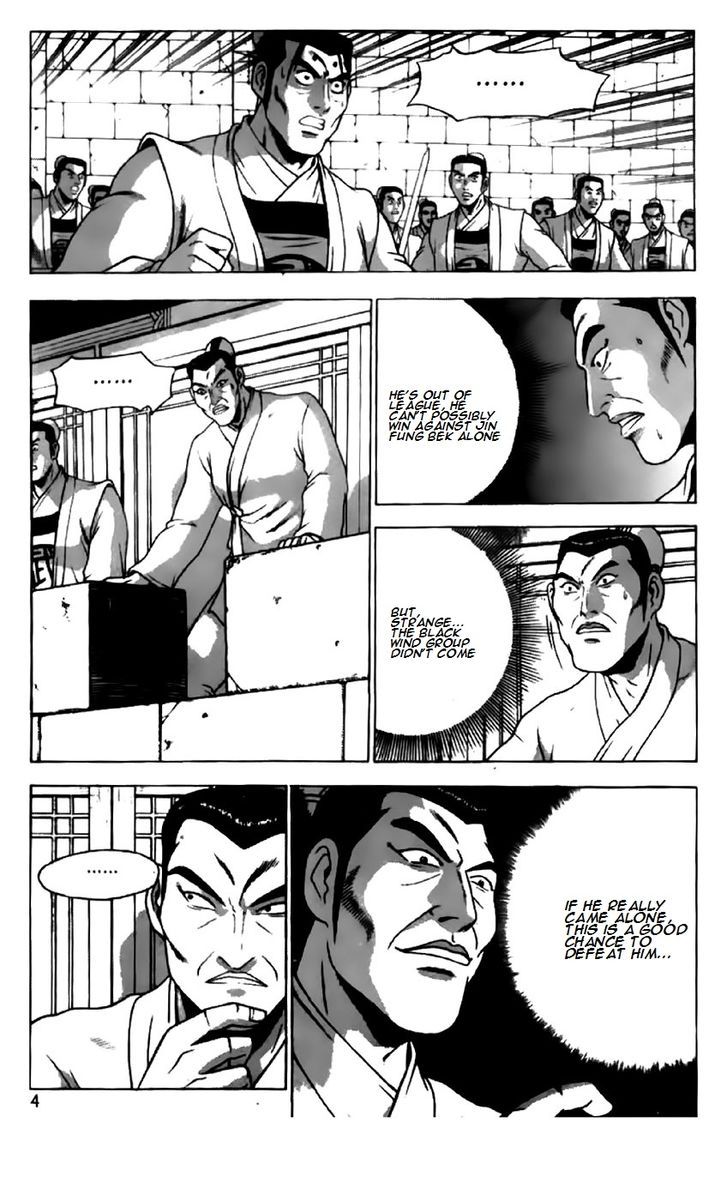 ......
......
HE'S OUT OF
LEAGUE, HE
CAN'T POSSIBLY
WIN AGAINST JIN
FUNG BEK ALONE
BUT,
STRANGE...
THE BLACK
WIND GROUP
DIDN'T COME
......
IF HE REALLY
CAME ALONE,
THIS IS A GOOD
CHANCE TO
DEFEAT HIM...
4